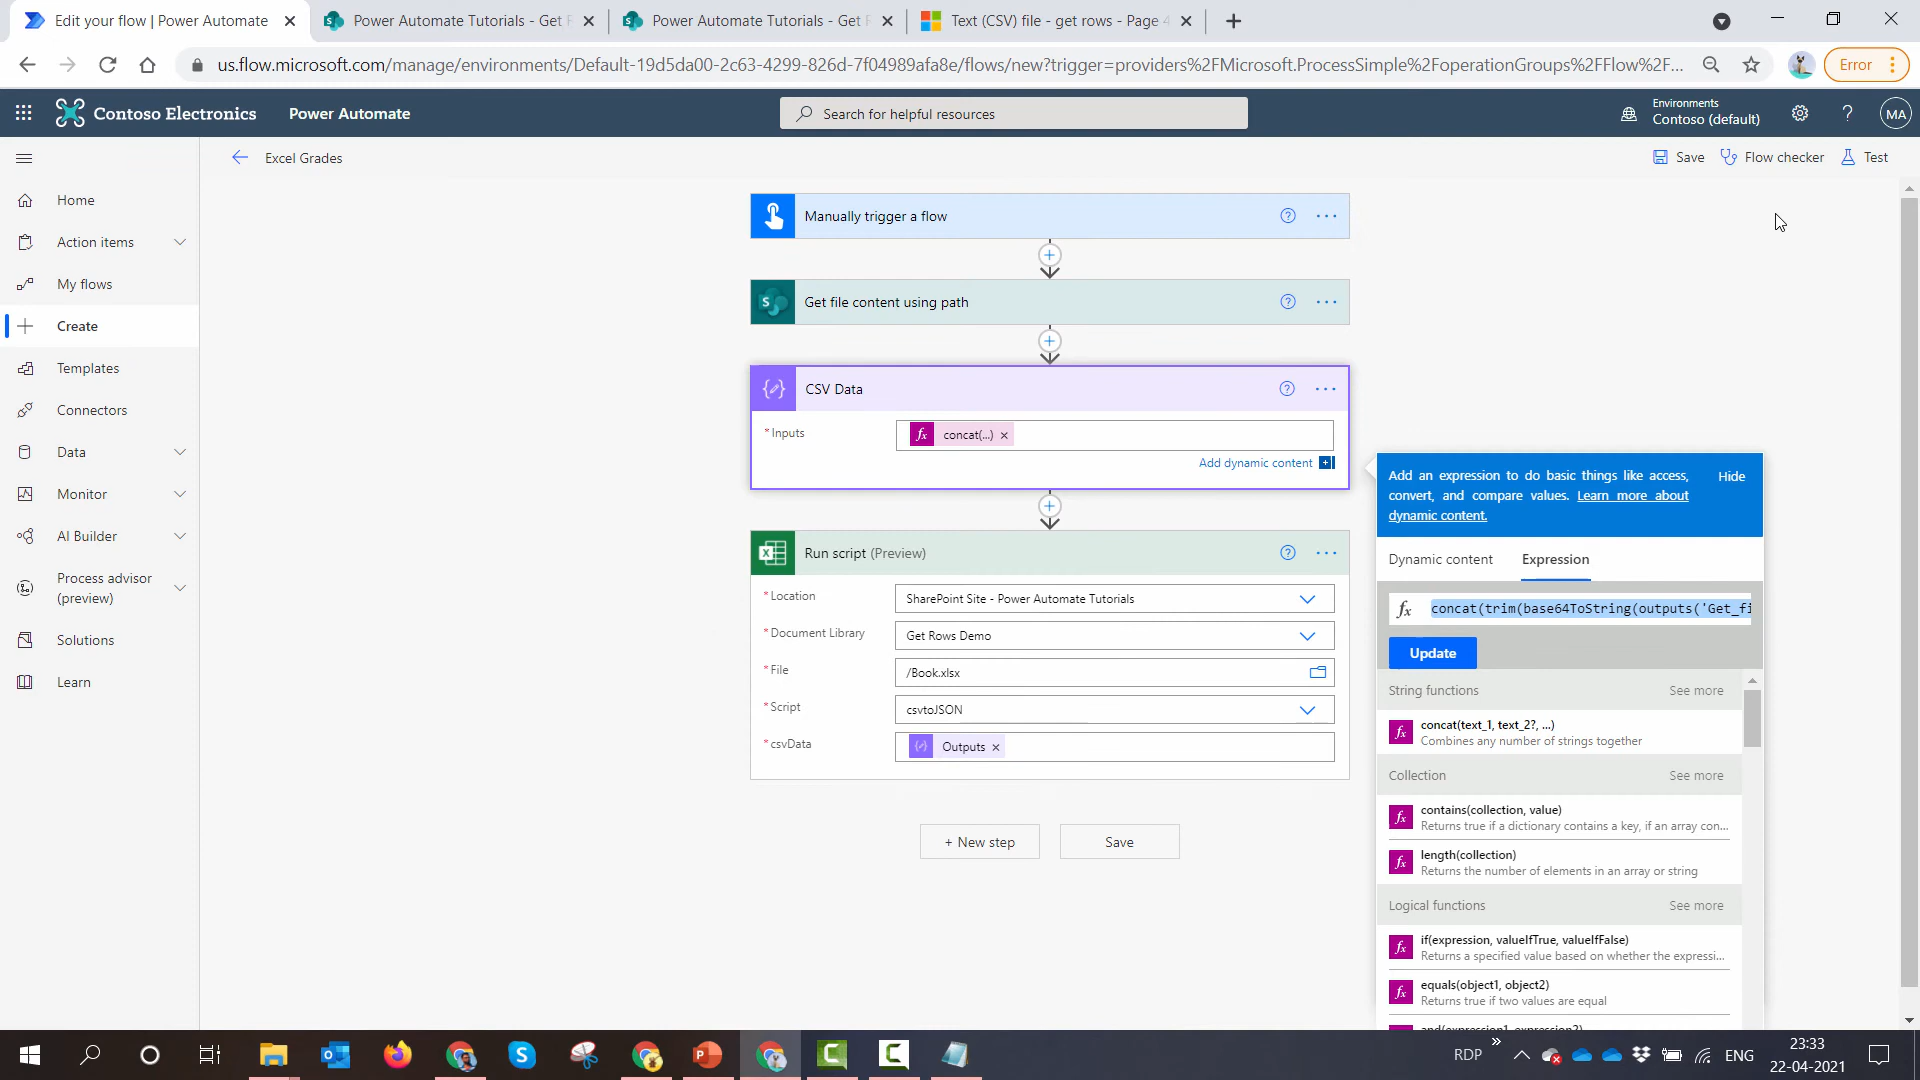 Edit your flow | Power Automate
Power Automate Tutorials - Get F
Power Automate Tutorials - Get F
Text (CSV) file - get rows - Page 4
us.flow.microsoft.com/manage/environments/Default-19d5da00-2c63-4299-826d-7f04989afa8e/flows/new?trigger=providers%2FMicrosoft.ProcessSimple%2FoperationGroups%2FFlow%2F...
Error
Contoso Electronics
Power Automate
Search for helpful resources
Environments
Contoso (default)
MA
Excel Grades
Save
Flow checker
Test
Home
Action items
My flows
Create
Templates
Connectors
Data
Monitor
AI Builder
Process advisor
(preview)
Solutions
Learn
Manually trigger a flow
Get file content using path
CSV Data
* Inputs
fx concat(...)
Add dynamic content
Run script (Preview)
* Location
SharePoint Site - Power Automate Tutorials
* Document Library
Get Rows Demo
* File
/Book.xlsx
* Script
csvtoJSON
* csvData
Outputs
+ New step
Save
Add an expression to do basic things like access,
convert, and compare values. Learn more about
dynamic content.
Hide
Dynamic content
Expression
fx concat(trim(base64ToString(outputs('Get_fi
Update
String functions
See more
fx concat(text_1, text_2?, ...)
Combines any number of strings together
Collection
See more
fx contains(collection, value)
Returns true if a dictionary contains a key, if an array con...
fx length(collection)
Returns the number of elements in an array or string
Logical functions
See more
fx if(expression, valueIfTrue, valueIfFalse)
Returns a specified value based on whether the expressi...
fx equals(object1, object2)
Returns true if two values are equal
and(expression1, expression2)
RDP
ENG
23:33
22-04-2021